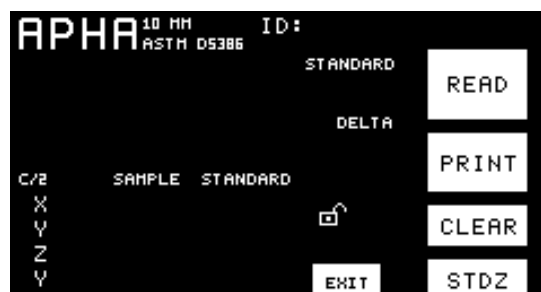 APHA 10 MM ID:
ASTM D5386
STANDARD
READ
DELTA
PRINT
C/2 SAMPLE STANDARD
X
Y
CLEAR
Z
Y
EXIT STDZ